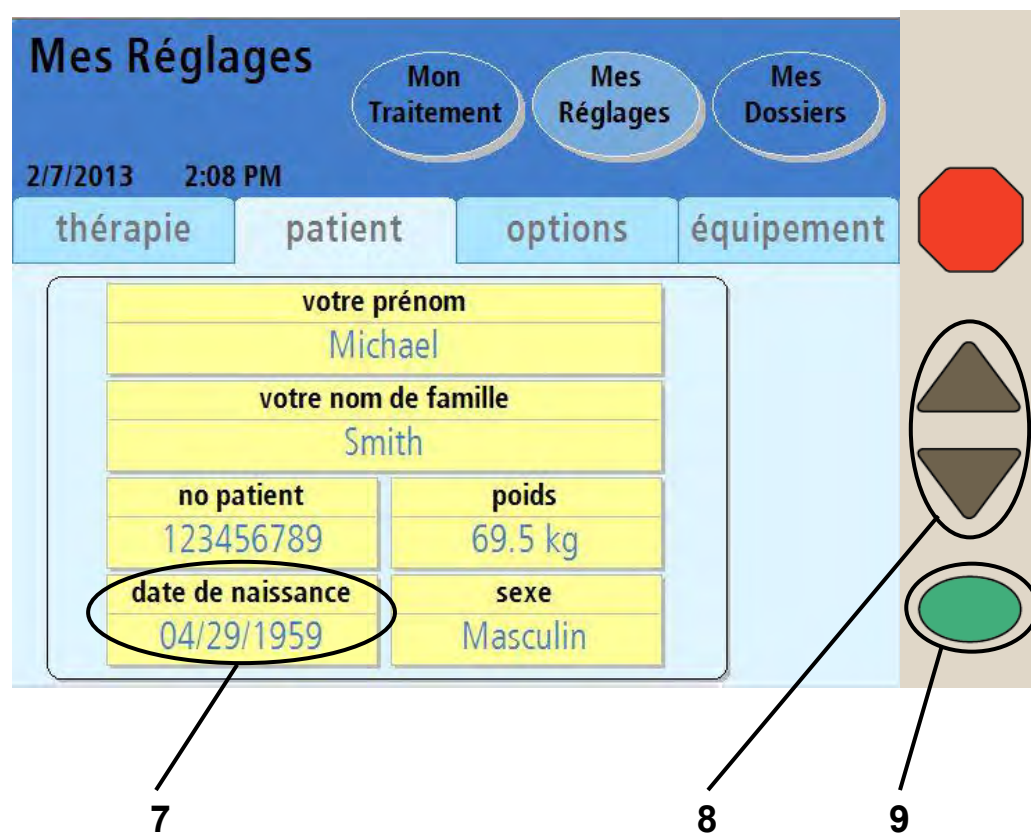 Mes Réglages
Mon
Traitement
Mes
Réglages
Mes
Dossiers
2/7/2013 2:08 PM
thérapie patient options équipement
votre prénom
Michael
votre nom de famille
Smith
no patient poids
123456789 69.5 kg
date de naissance sexe
04/29/1959 Masculin
7 8 9